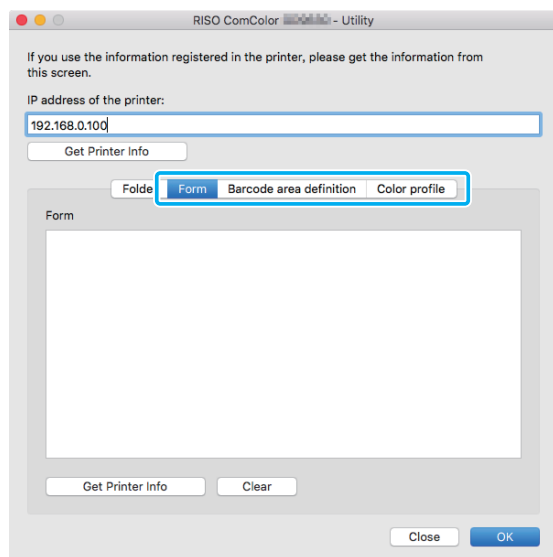 RISO ComColor - Utility
If you use the information registered in the printer, please get the information from
this screen.
IP address of the printer:
192.168.0.100
Get Printer Info
Folde Form Barcode area definition Color profile
Form
Get Printer Info Clear
Close OK